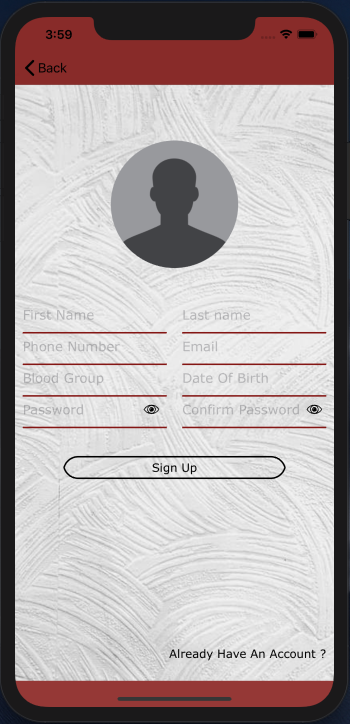 3:59
Back
First Name Last name
Phone Number Email
Blood Group Date Of Birth
Password Confirm Password
Sign Up
Already Have An Account ?